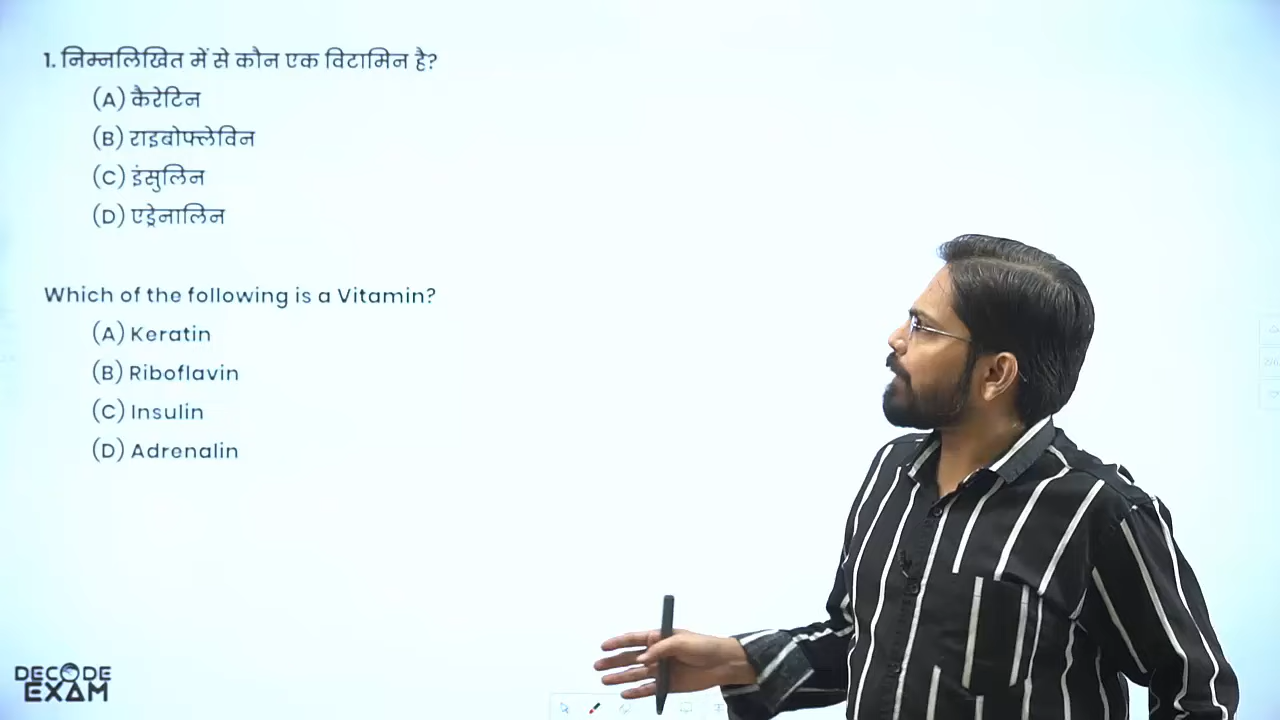 1. निम्नलिखित में से कौन एक विटामिन है?
(A) कैरेटिन
(B) राइबोफ्लेविन
(C) इंसुलिन
(D) एड्रेनालिन
Which of the following is a Vitamin?
(A) Keratin
(B) Riboflavin
(C) Insulin
(D) Adrenalin
DECODE
EXAM